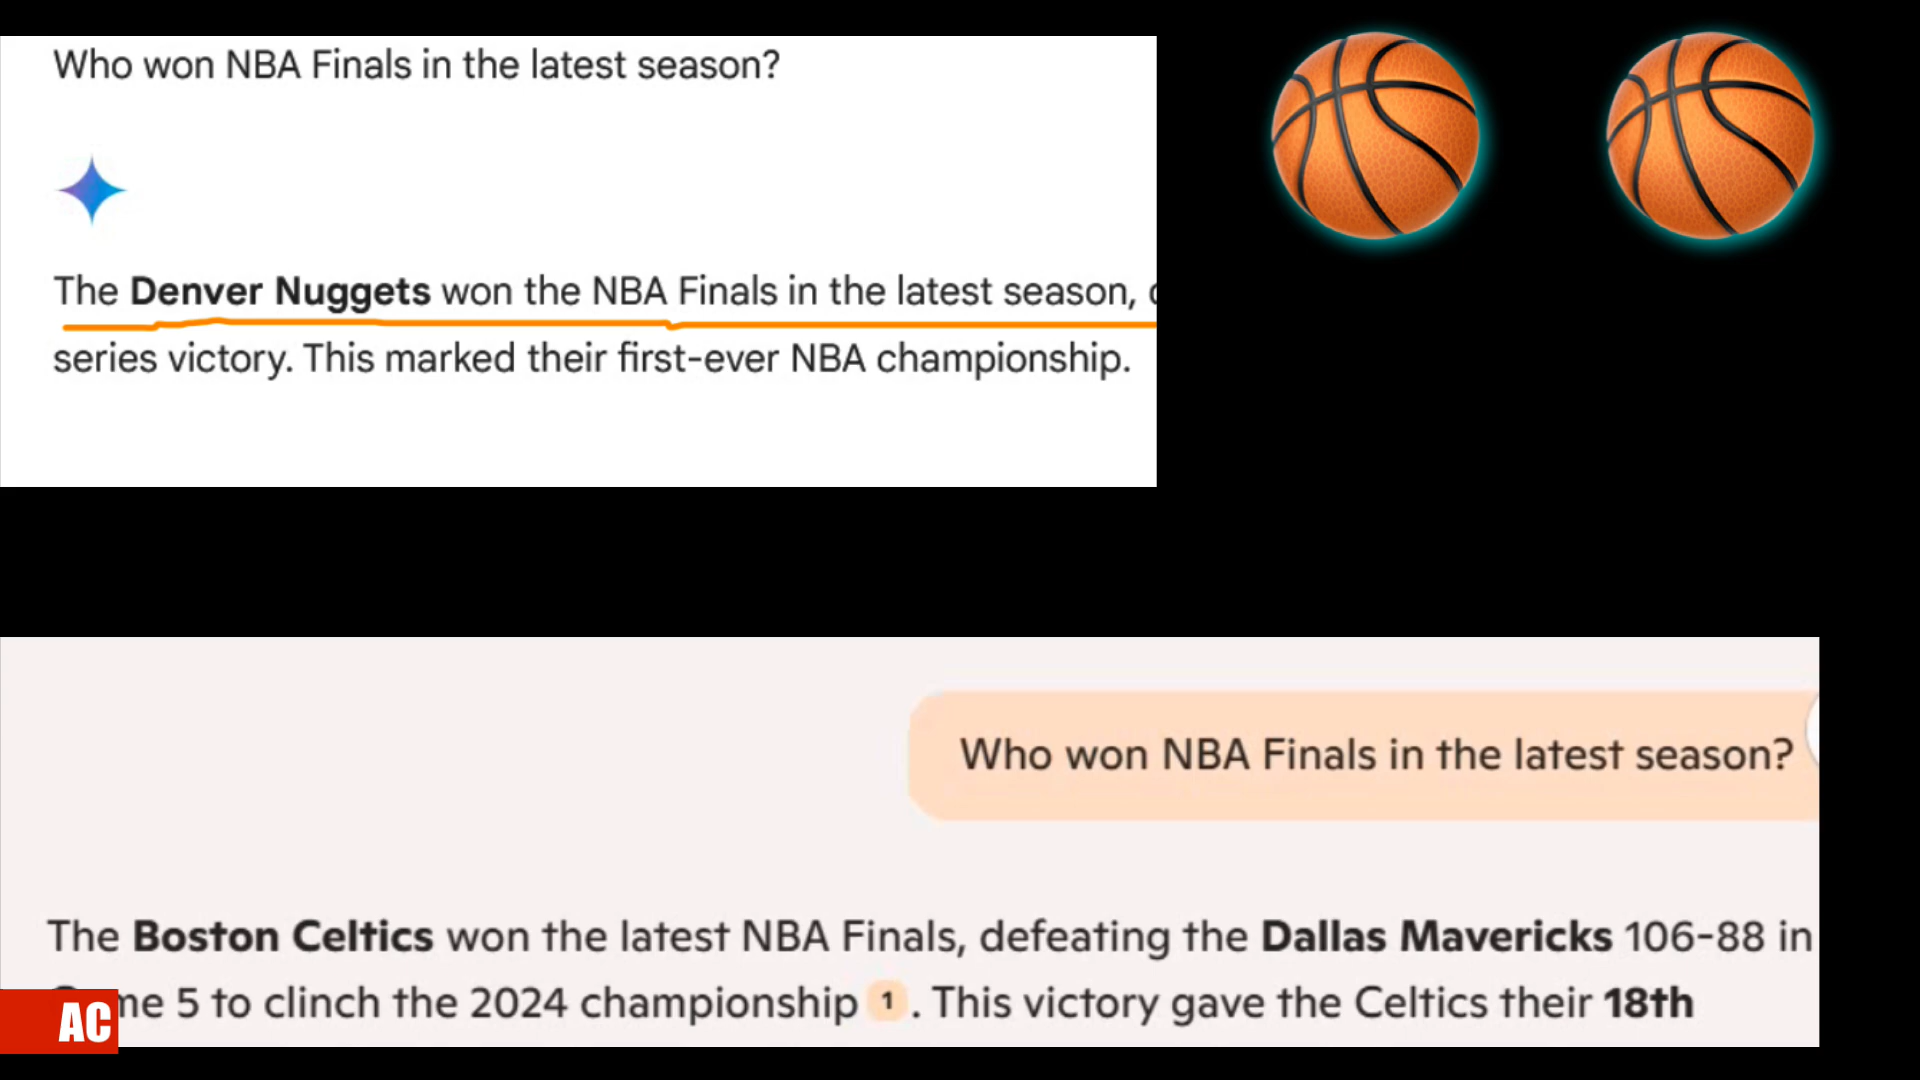 Who won NBA Finals in the latest season?
The Denver Nuggets won the NBA Finals in the latest season,
series victory. This marked their first-ever NBA championship.
Who won NBA Finals in the latest season?
The Boston Celtics won the latest NBA Finals, defeating the Dallas Mavericks 106-88 in
me 5 to clinch the 2024 championship 1. This victory gave the Celtics their 18th
AC